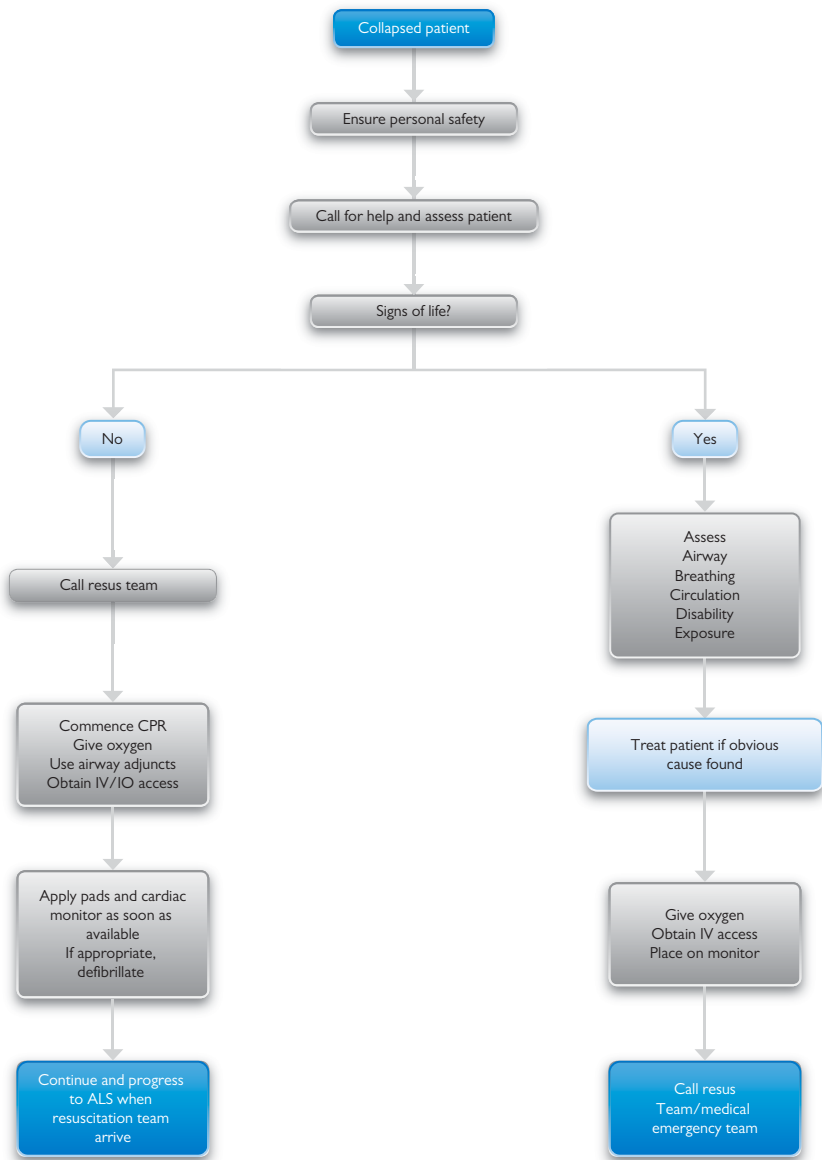 Collapsed patient
Ensure personal safety
Call for help and assess patient
Signs of life?
No
Call resus team
Commence CPR
Give oxygen
Use airway adjuncts
Obtain IV/IO access
Apply pads and cardiac
monitor as soon as
available
If appropriate,
defibrillate
Continue and progress
to ALS when
resuscitation team
arrive
Yes
Assess
Airway
Breathing
Circulation
Disability
Exposure
Treat patient if obvious
cause found
Give oxygen
Obtain IV access
Place on monitor
Call resus
Team/medical
emergency team